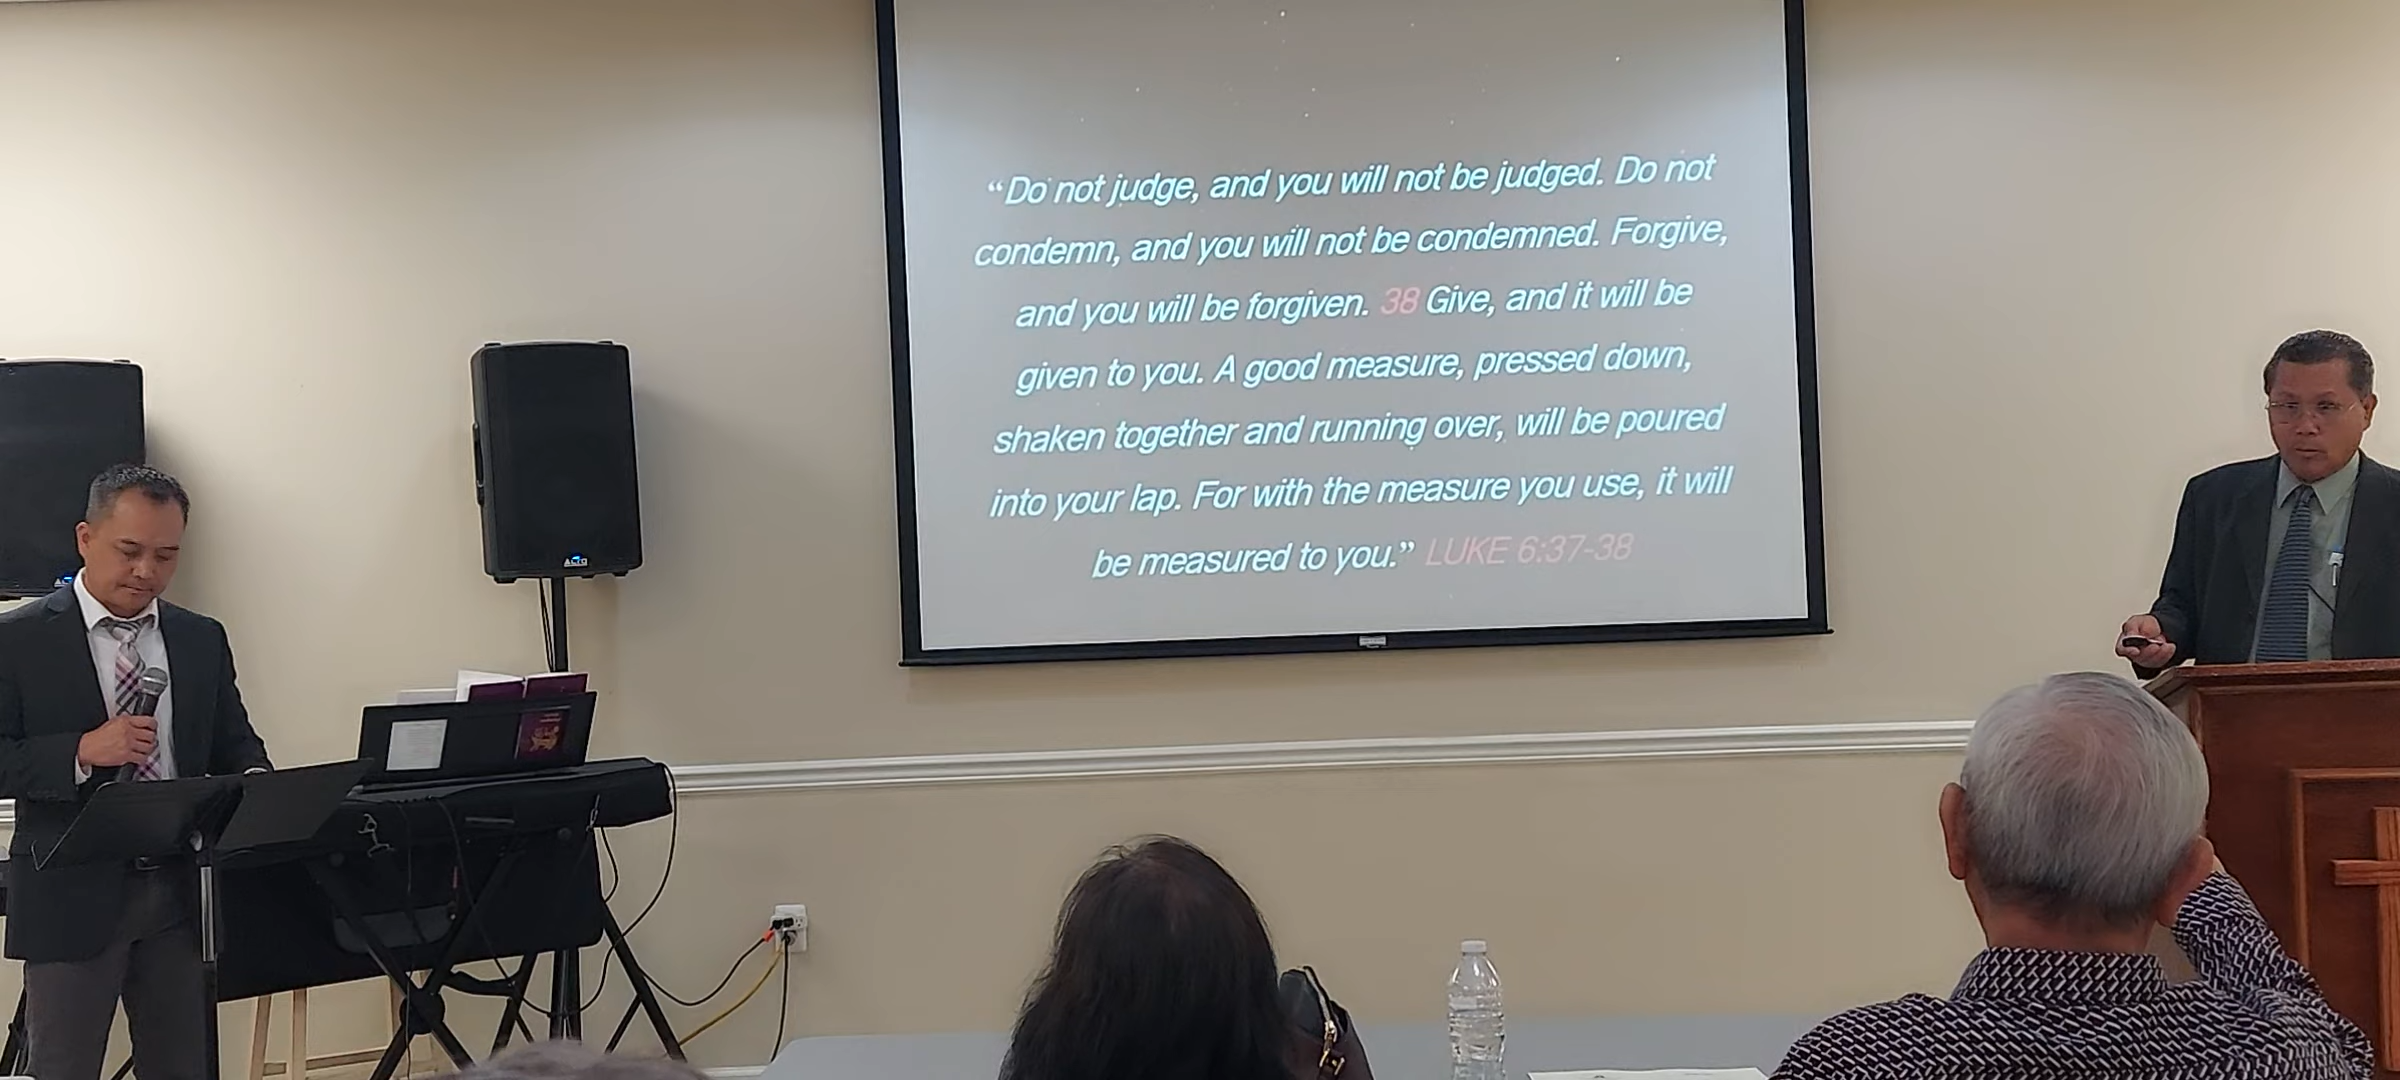 “Do not judge, and you will not be judged. Do not
condemn, and you will not be condemned. Forgive,
and you will be forgiven. 38 Give, and it will be
given to you. A good measure, pressed down,
shaken together and running over, will be poured
into your lap. For with the measure you use, it will
be measured to you.” LUKE 6:37-38
ALTO